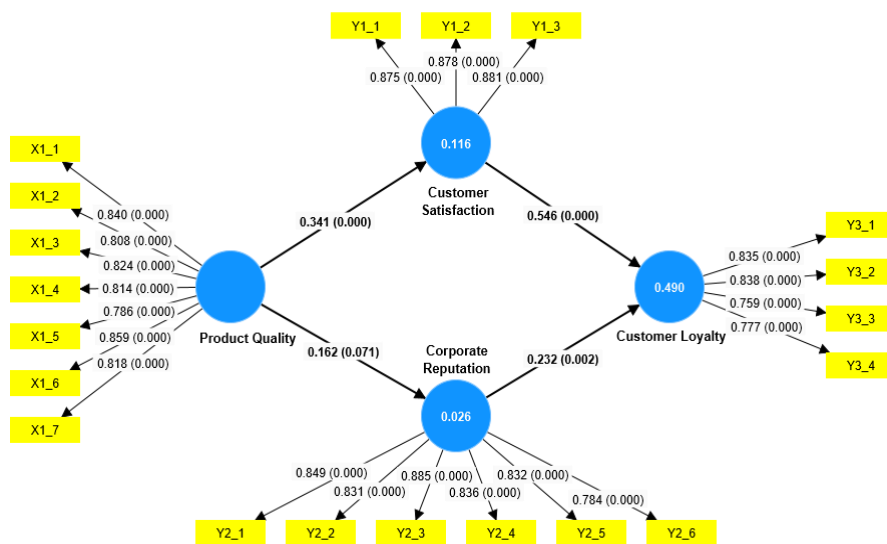 Y1_1
Y1_2
Y1_3
0.875 (0.000)
0.878 (0.000)
0.881 (0.000)
0.116
Customer
Satisfaction
X1_1
X1_2
X1_3
X1_4
X1_5
X1_6
X1_7
0.840 (0.000)
0.808 (0.000)
0.824 (0.000)
0.814 (0.000)
0.786 (0.000)
0.859 (0.000)
0.818 (0.000)
Product Quality
0.341 (0.000)
0.162 (0.071)
0.546 (0.000)
0.232 (0.002)
0.490
Customer Loyalty
0.835 (0.000)
0.838 (0.000)
0.759 (0.000)
0.777 (0.000)
Y3_1
Y3_2
Y3_3
Y3_4
Corporate
Reputation
0.026
0.849 (0.000)
0.831 (0.000)
0.885 (0.000)
0.836 (0.000)
0.832 (0.000)
0.784 (0.000)
Y2_1
Y2_2
Y2_3
Y2_4
Y2_5
Y2_6